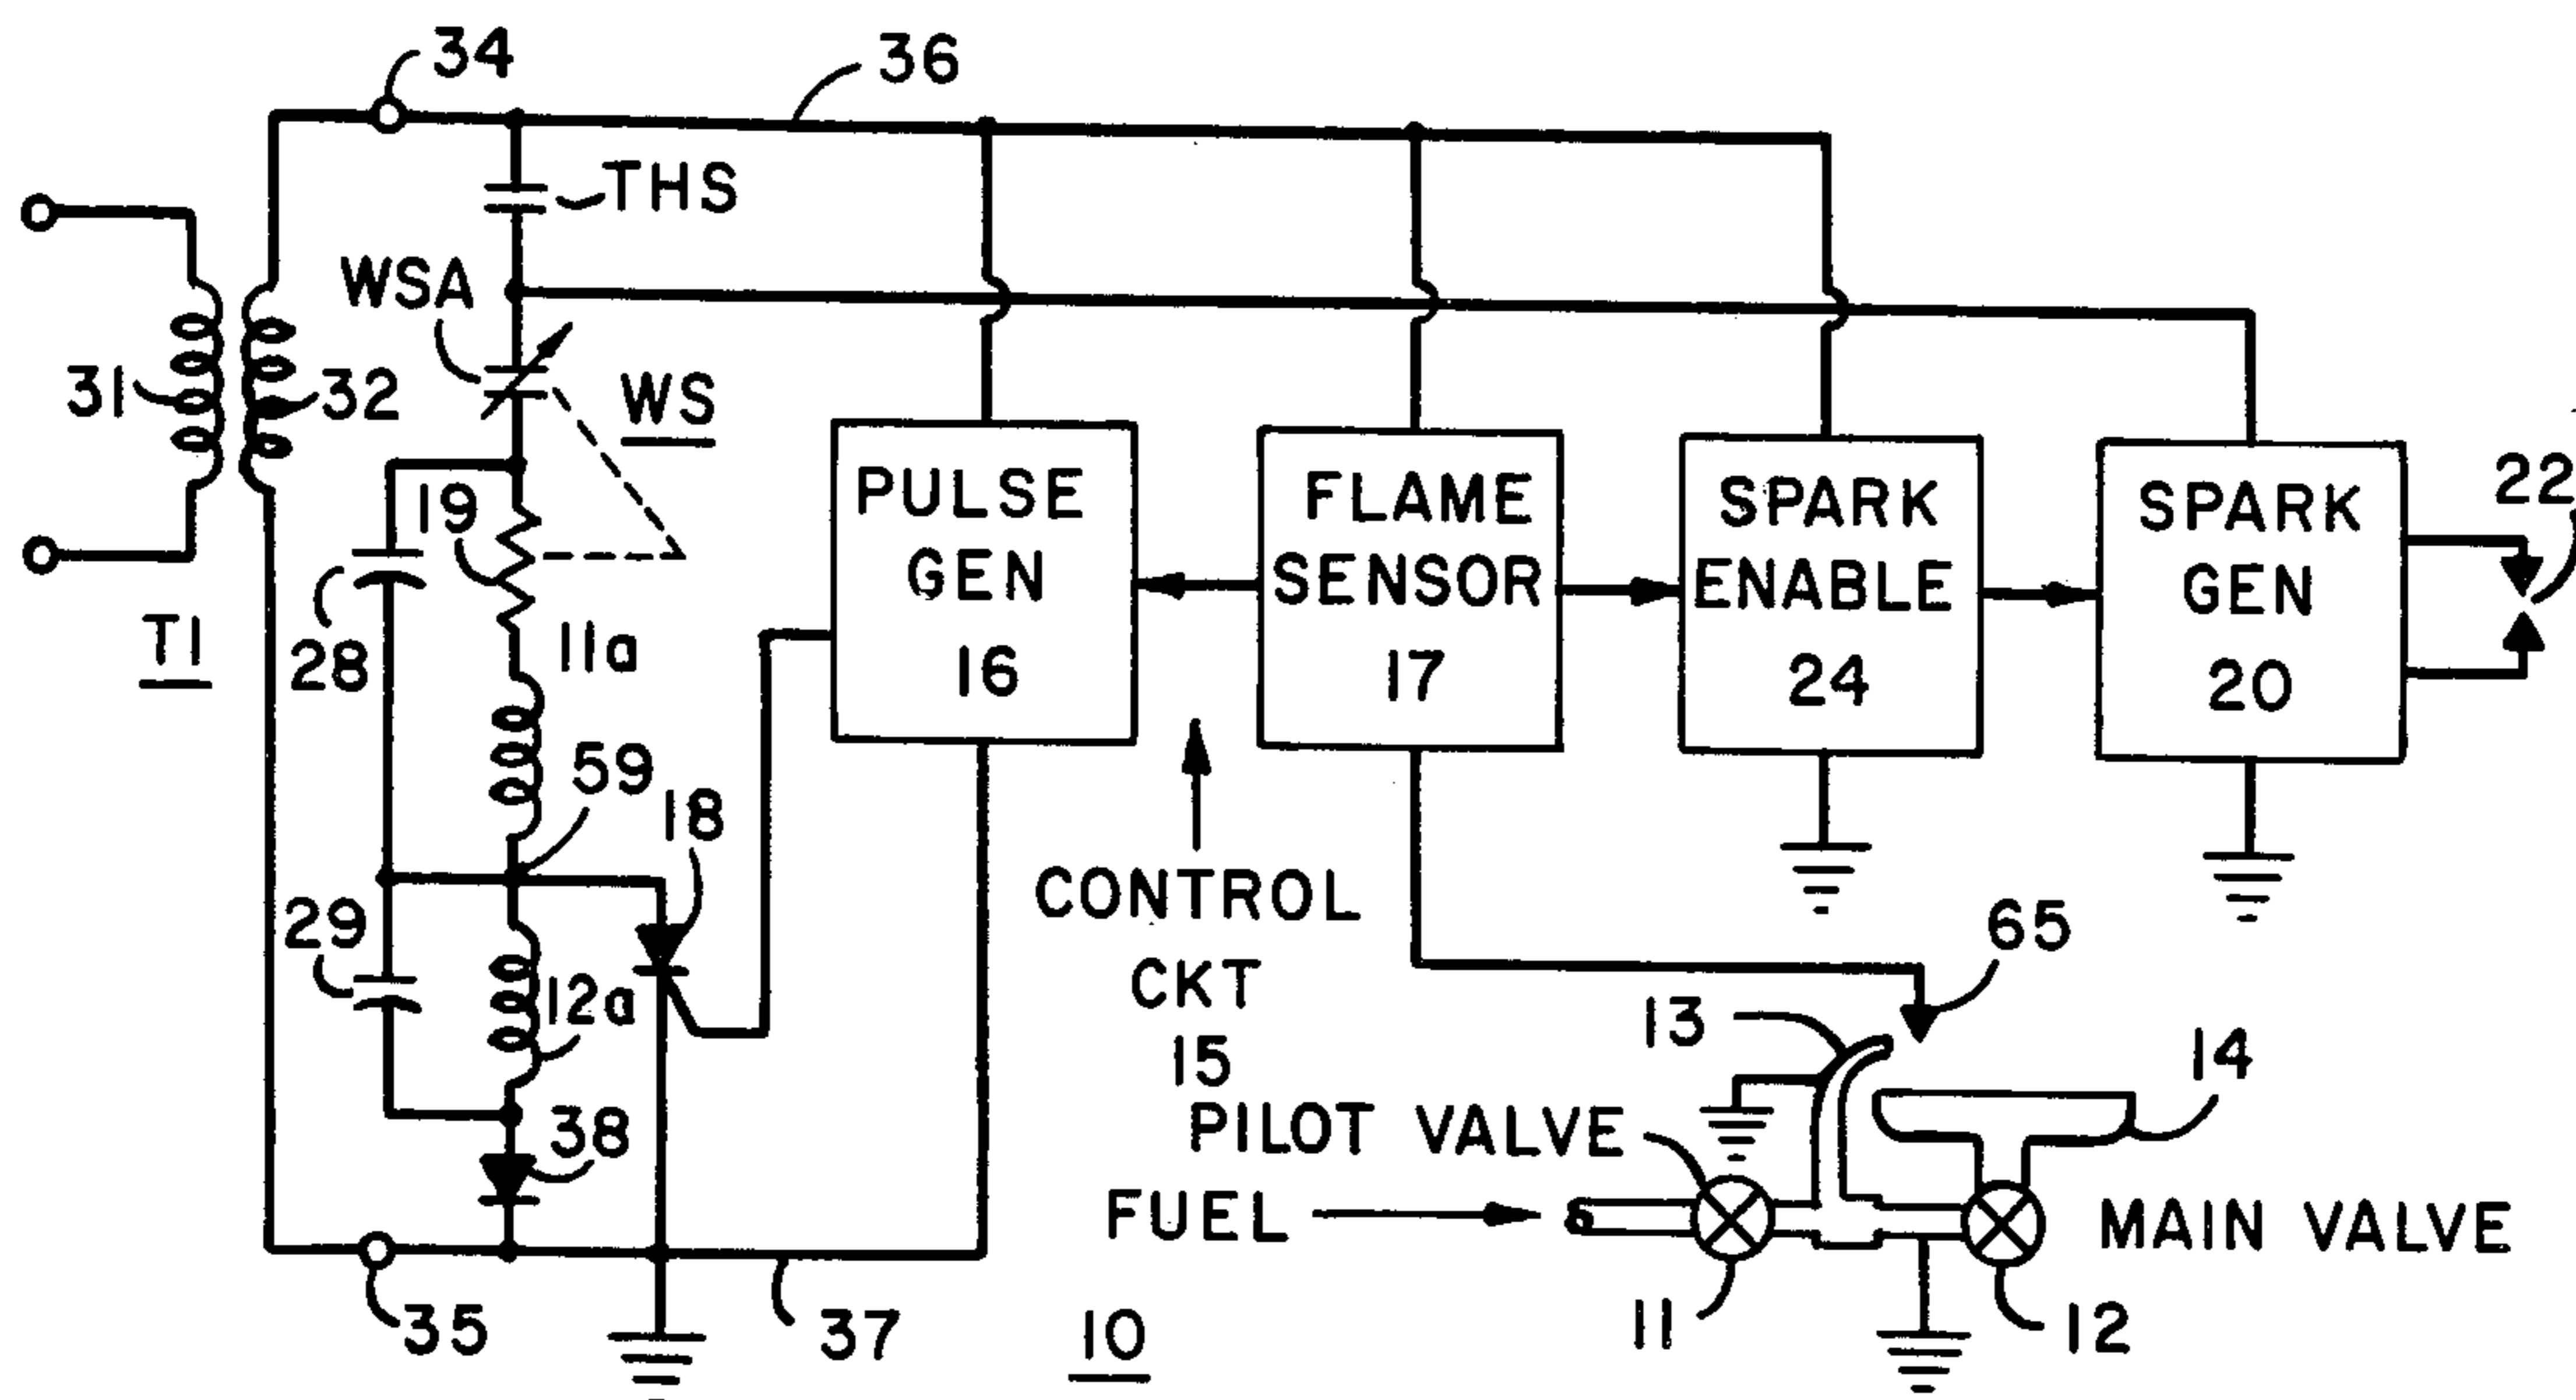 34
36
THS
WSA
31
32
WS
22
PULSE
GEN
16
FLAME
SENSOR
17
SPARK
ENABLE
24
SPARK
GEN
20
19
T1
28
11a
59
18
CONTROL
CKT
15
29
12a
65
13
14
38
PILOT VALVE
FUEL
MAIN VALVE
35
37
10
11
12